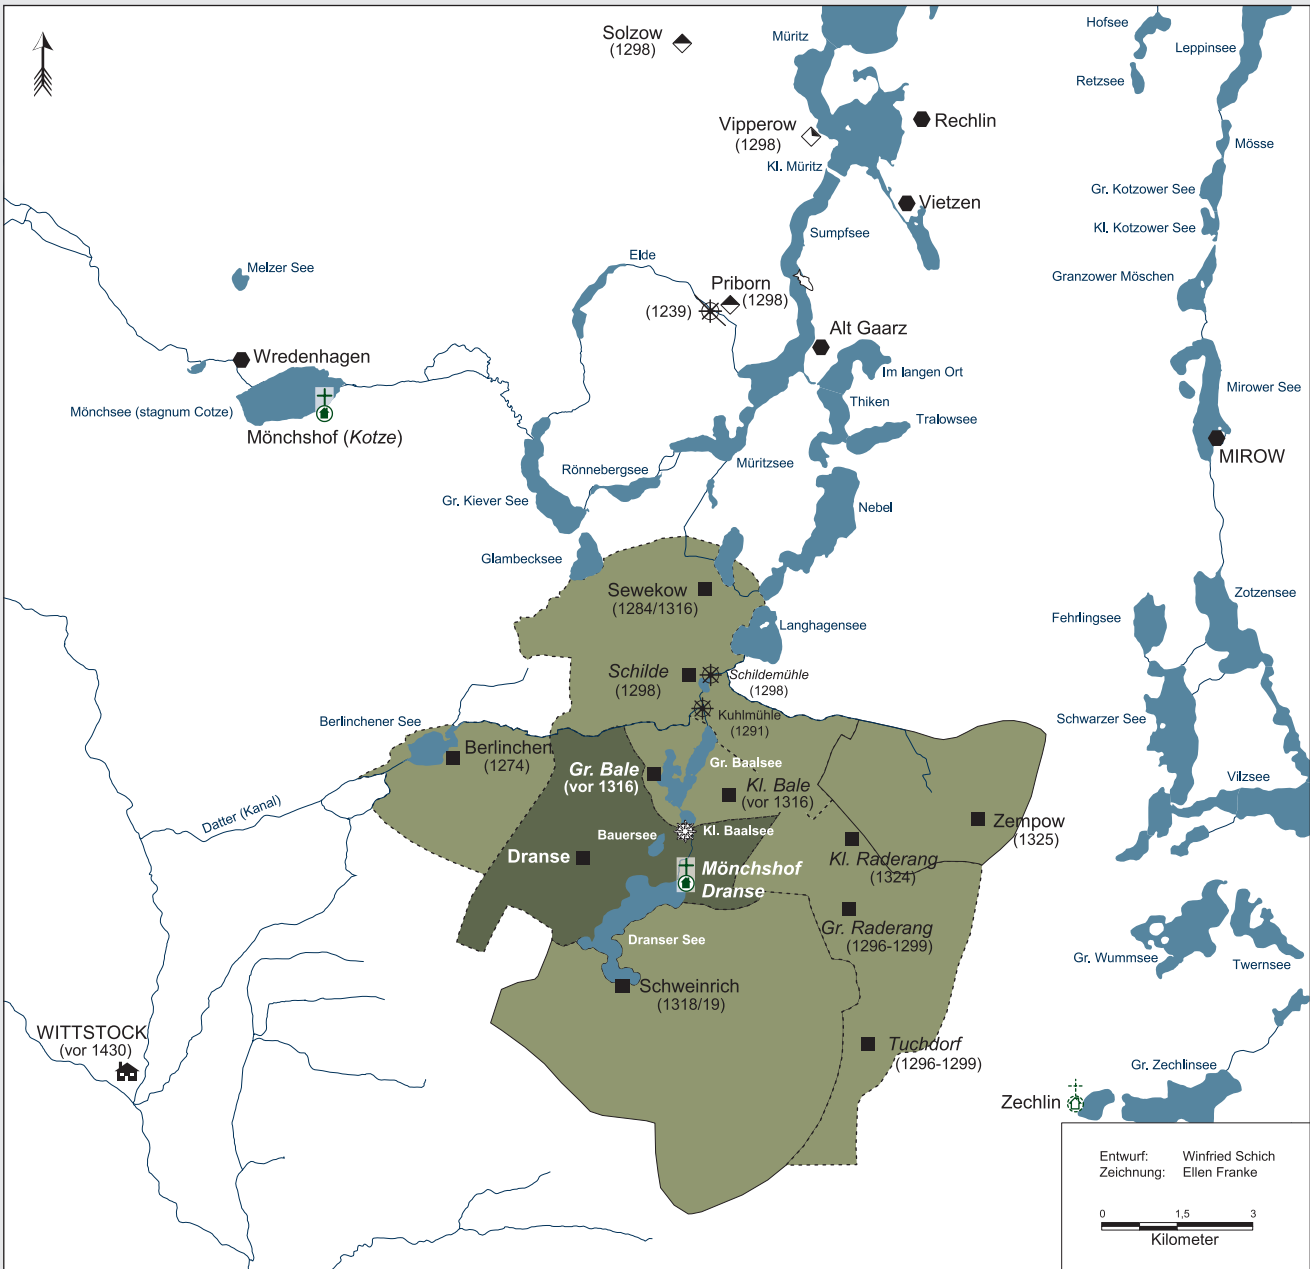 Solzow
(1298)
Müritz
Hofsee
Leppinsee
Retzsee
Vipperow
(1298)
Rechlin
Mösse
Kl. Müritz
Gr. Kotzower See
Vietzen
Kl. Kotzower See
Sumpfsee
Elde
Melzer See
Granzower Möschen
Priborn
(1298)
(1239)
Alt Gaarz
Wredenhagen
Im langen Ort
Mirower See
Thiken
Mönchsee (stagnum Cotze)
Tralowsee
Mönchshof (Kotze)
MIROW
Müritzsee
Rönnebergsee
Gr. Kiever See
Nebel
Glambecksee
Sewekow
(1284/1316)
Zotzensee
Fehrlingsee
Langhagensee
Schilde
(1298)
Schildemühle
(1298)
Kuhlmühle
(1291)
Berlinchener See
Schwarzer See
Berlinchen
(1274)
Gr. Baalsee
Gr. Bale
(vor 1316)
Kl. Bale
(vor 1316)
Vilzsee
Datter (Kanal)
Zempow
(1325)
Bauersee
Kl. Baalsee
Dranse
Kl. Raderang
(1324)
Mönchshof
Dranse
Gr. Raderang
(1296-1299)
Dranser See
Gr. Wummsee
Twernsee
Schweinrich
(1318/19)
WITTSTOCK
(vor 1430)
Tuchdorf
(1296-1299)
Gr. Zechlinsee
Zechlin
Entwurf: Winfried Schich
Zeichnung: Ellen Franke
0 1,5 3
Kilometer